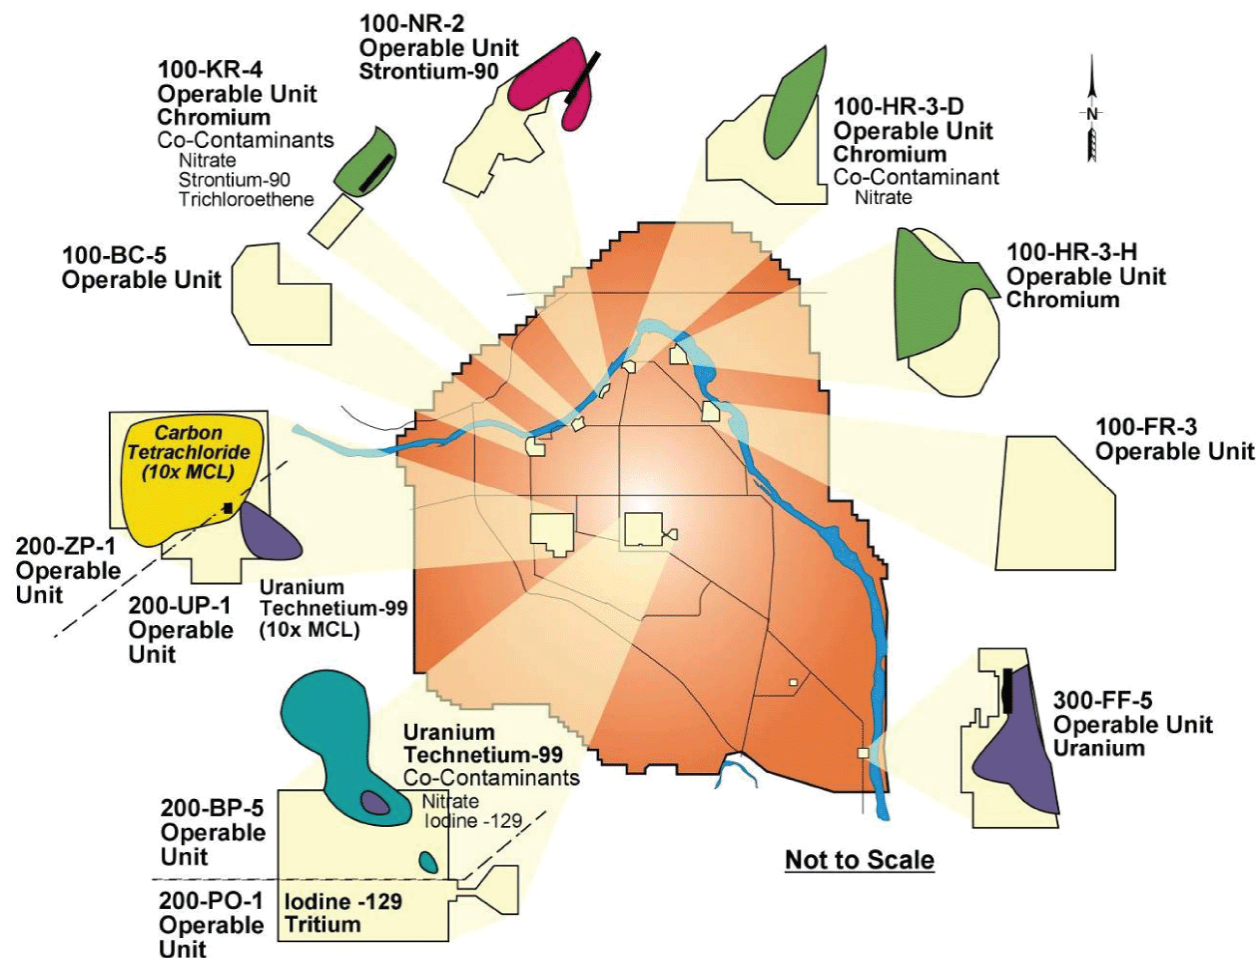 100-NR-2
Operable Unit
Strontium-90
100-KR-4
Operable Unit
Chromium
Co-Contaminants
Nitrate
Strontium-90
Trichloroethene
100-HR-3-D
Operable Unit
Chromium
Co-Contaminant
Nitrate
N
100-BC-5
Operable Unit
100-HR-3-H
Operable Unit
Chromium
Carbon
Tetrachloride
(10x MCL)
100-FR-3
Operable Unit
200-ZP-1
Operable
Unit
200-UP-1
Operable
Unit
Uranium
Technetium-99
(10x MCL)
300-FF-5
Operable Unit
Uranium
Uranium
Technetium-99
Co-Contaminants
Nitrate
Iodine -129
200-BP-5
Operable
Unit
Not to Scale
200-PO-1
Operable
Unit
Iodine -129
Tritium